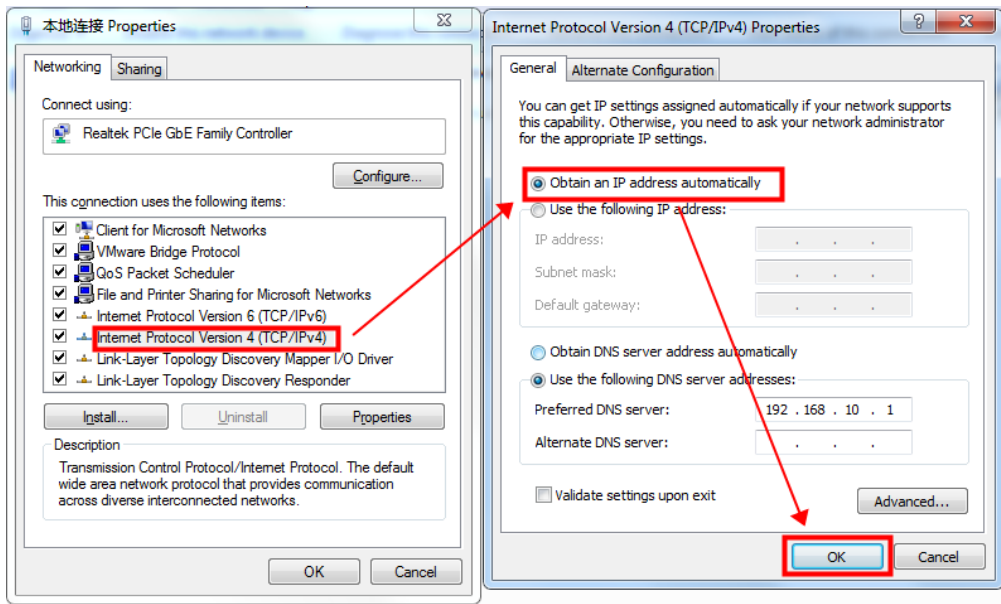 本地连接 Properties
Networking
Sharing
Connect using:
Realtek PCIe GbE Family Controller
Configure...
This connection uses the following items:
Client for Microsoft Networks
VMware Bridge Protocol
QoS Packet Scheduler
File and Printer Sharing for Microsoft Networks
Internet Protocol Version 6 (TCP/IPv6)
Internet Protocol Version 4 (TCP/IPv4)
Link-Layer Topology Discovery Mapper I/O Driver
Link-Layer Topology Discovery Responder
Install...
Uninstall
Properties
Description
Transmission Control Protocol/Internet Protocol. The default
wide area network protocol that provides communication
across diverse interconnected networks.
OK
Cancel
Internet Protocol Version 4 (TCP/IPv4) Properties
General
Alternate Configuration
You can get IP settings assigned automatically if your network supports
this capability. Otherwise, you need to ask your network administrator
for the appropriate IP settings.
Obtain an IP address automatically
Use the following IP address:
IP address:
Subnet mask:
Default gateway:
Obtain DNS server address automatically
Use the following DNS server addresses:
Preferred DNS server: 192 . 168 . 10 . 1
Alternate DNS server:
Validate settings upon exit
Advanced...
OK
Cancel